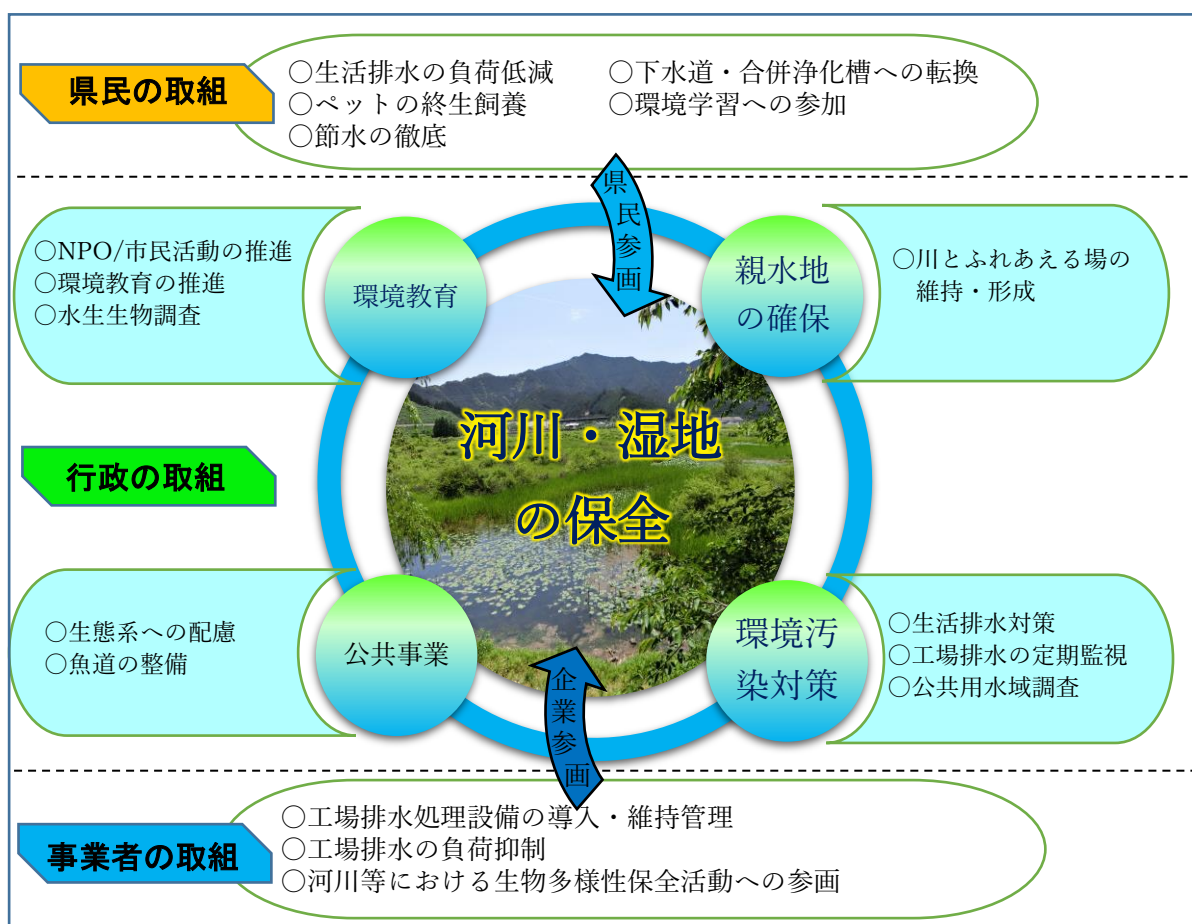 県民の取組
○生活排水の負荷低減
○ペットの終生飼養
○節水の徹底
○下水道・合併浄化槽への転換
○環境学習への参加
県民参画
○NPO/市民活動の推進
○環境教育の推進
○水生生物調査
環境教育
親水地
の確保
○川とふれあえる場の
維持・形成
行政の取組
河川・湿地
の保全
○生態系への配慮
○魚道の整備
公共事業
環境汚
染対策
○生活排水対策
○工場排水の定期監視
○公共用水域調査
企業参画
事業者の取組
○工場排水処理設備の導入・維持管理
○工場排水の負荷抑制
○河川等における生物多様性保全活動への参画